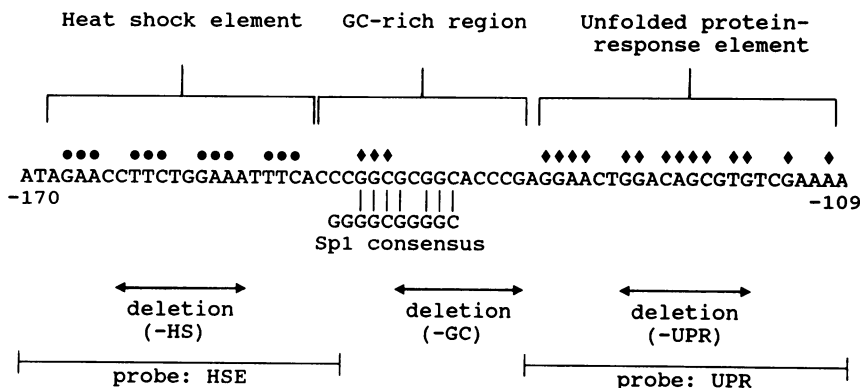 Heat shock element
GC-rich region
Unfolded protein-
response element
ATAGAACCTTCTGGAAATTTCACCCGGCGCGGCACCCGAGGAACTGGACAGCGTGTCGAAAA
-170
-109
GGGGCGGGGC
Sp1 consensus
deletion
(-HS)
deletion
(-GC)
deletion
(-UPR)
probe: HSE
probe: UPR